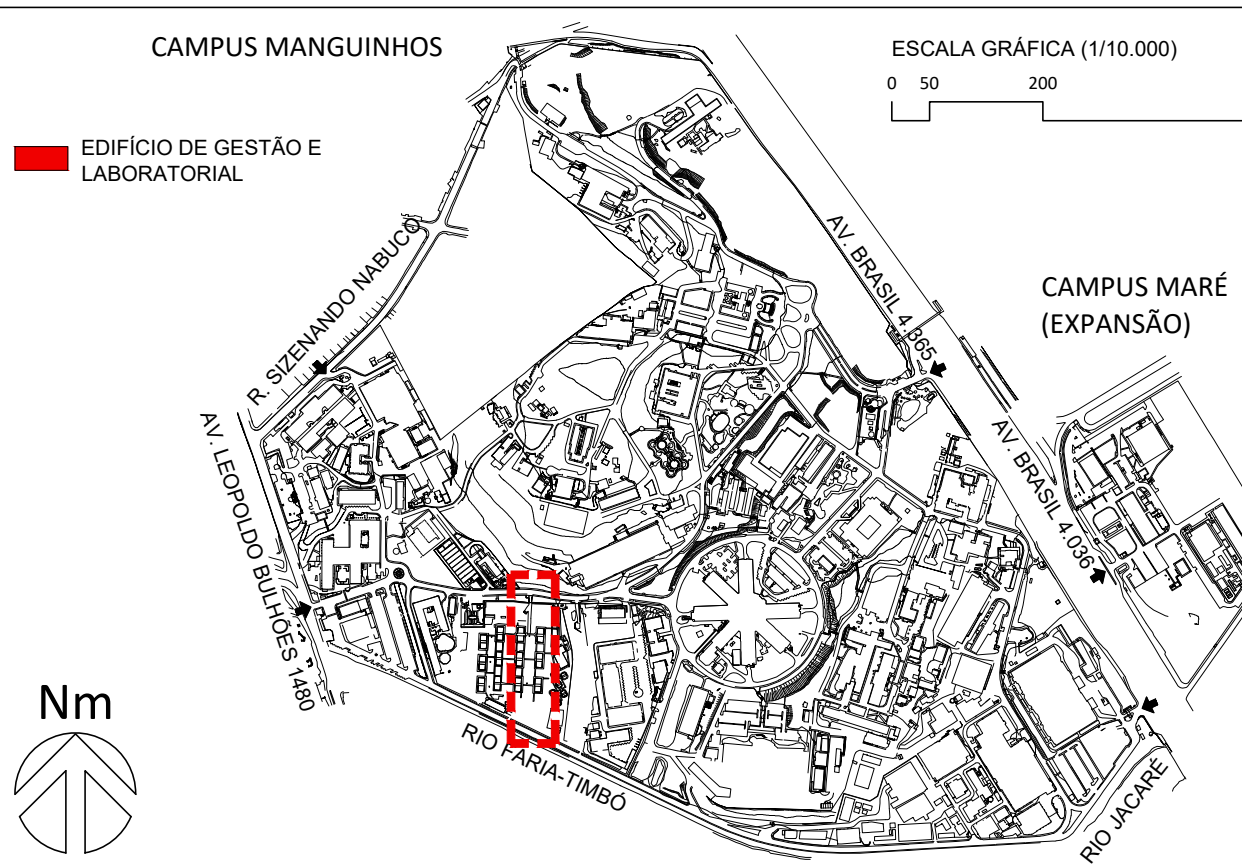 CAMPUS MANGUINHOS
ESCALA GRÁFICA (1/10.000)
0 50 200
EDIFÍCIO DE GESTÃO E
LABORATORIAL
R. SIZENANDO NABUCO
AV. BRASIL 4.365
CAMPUS MARÉ
(EXPANSÃO)
AV. LEOPOLDO BULHÕES 1480
AV. BRASIL 4.036
Nm
RIO FARIA-TIMBÓ
RIO JACARÉ